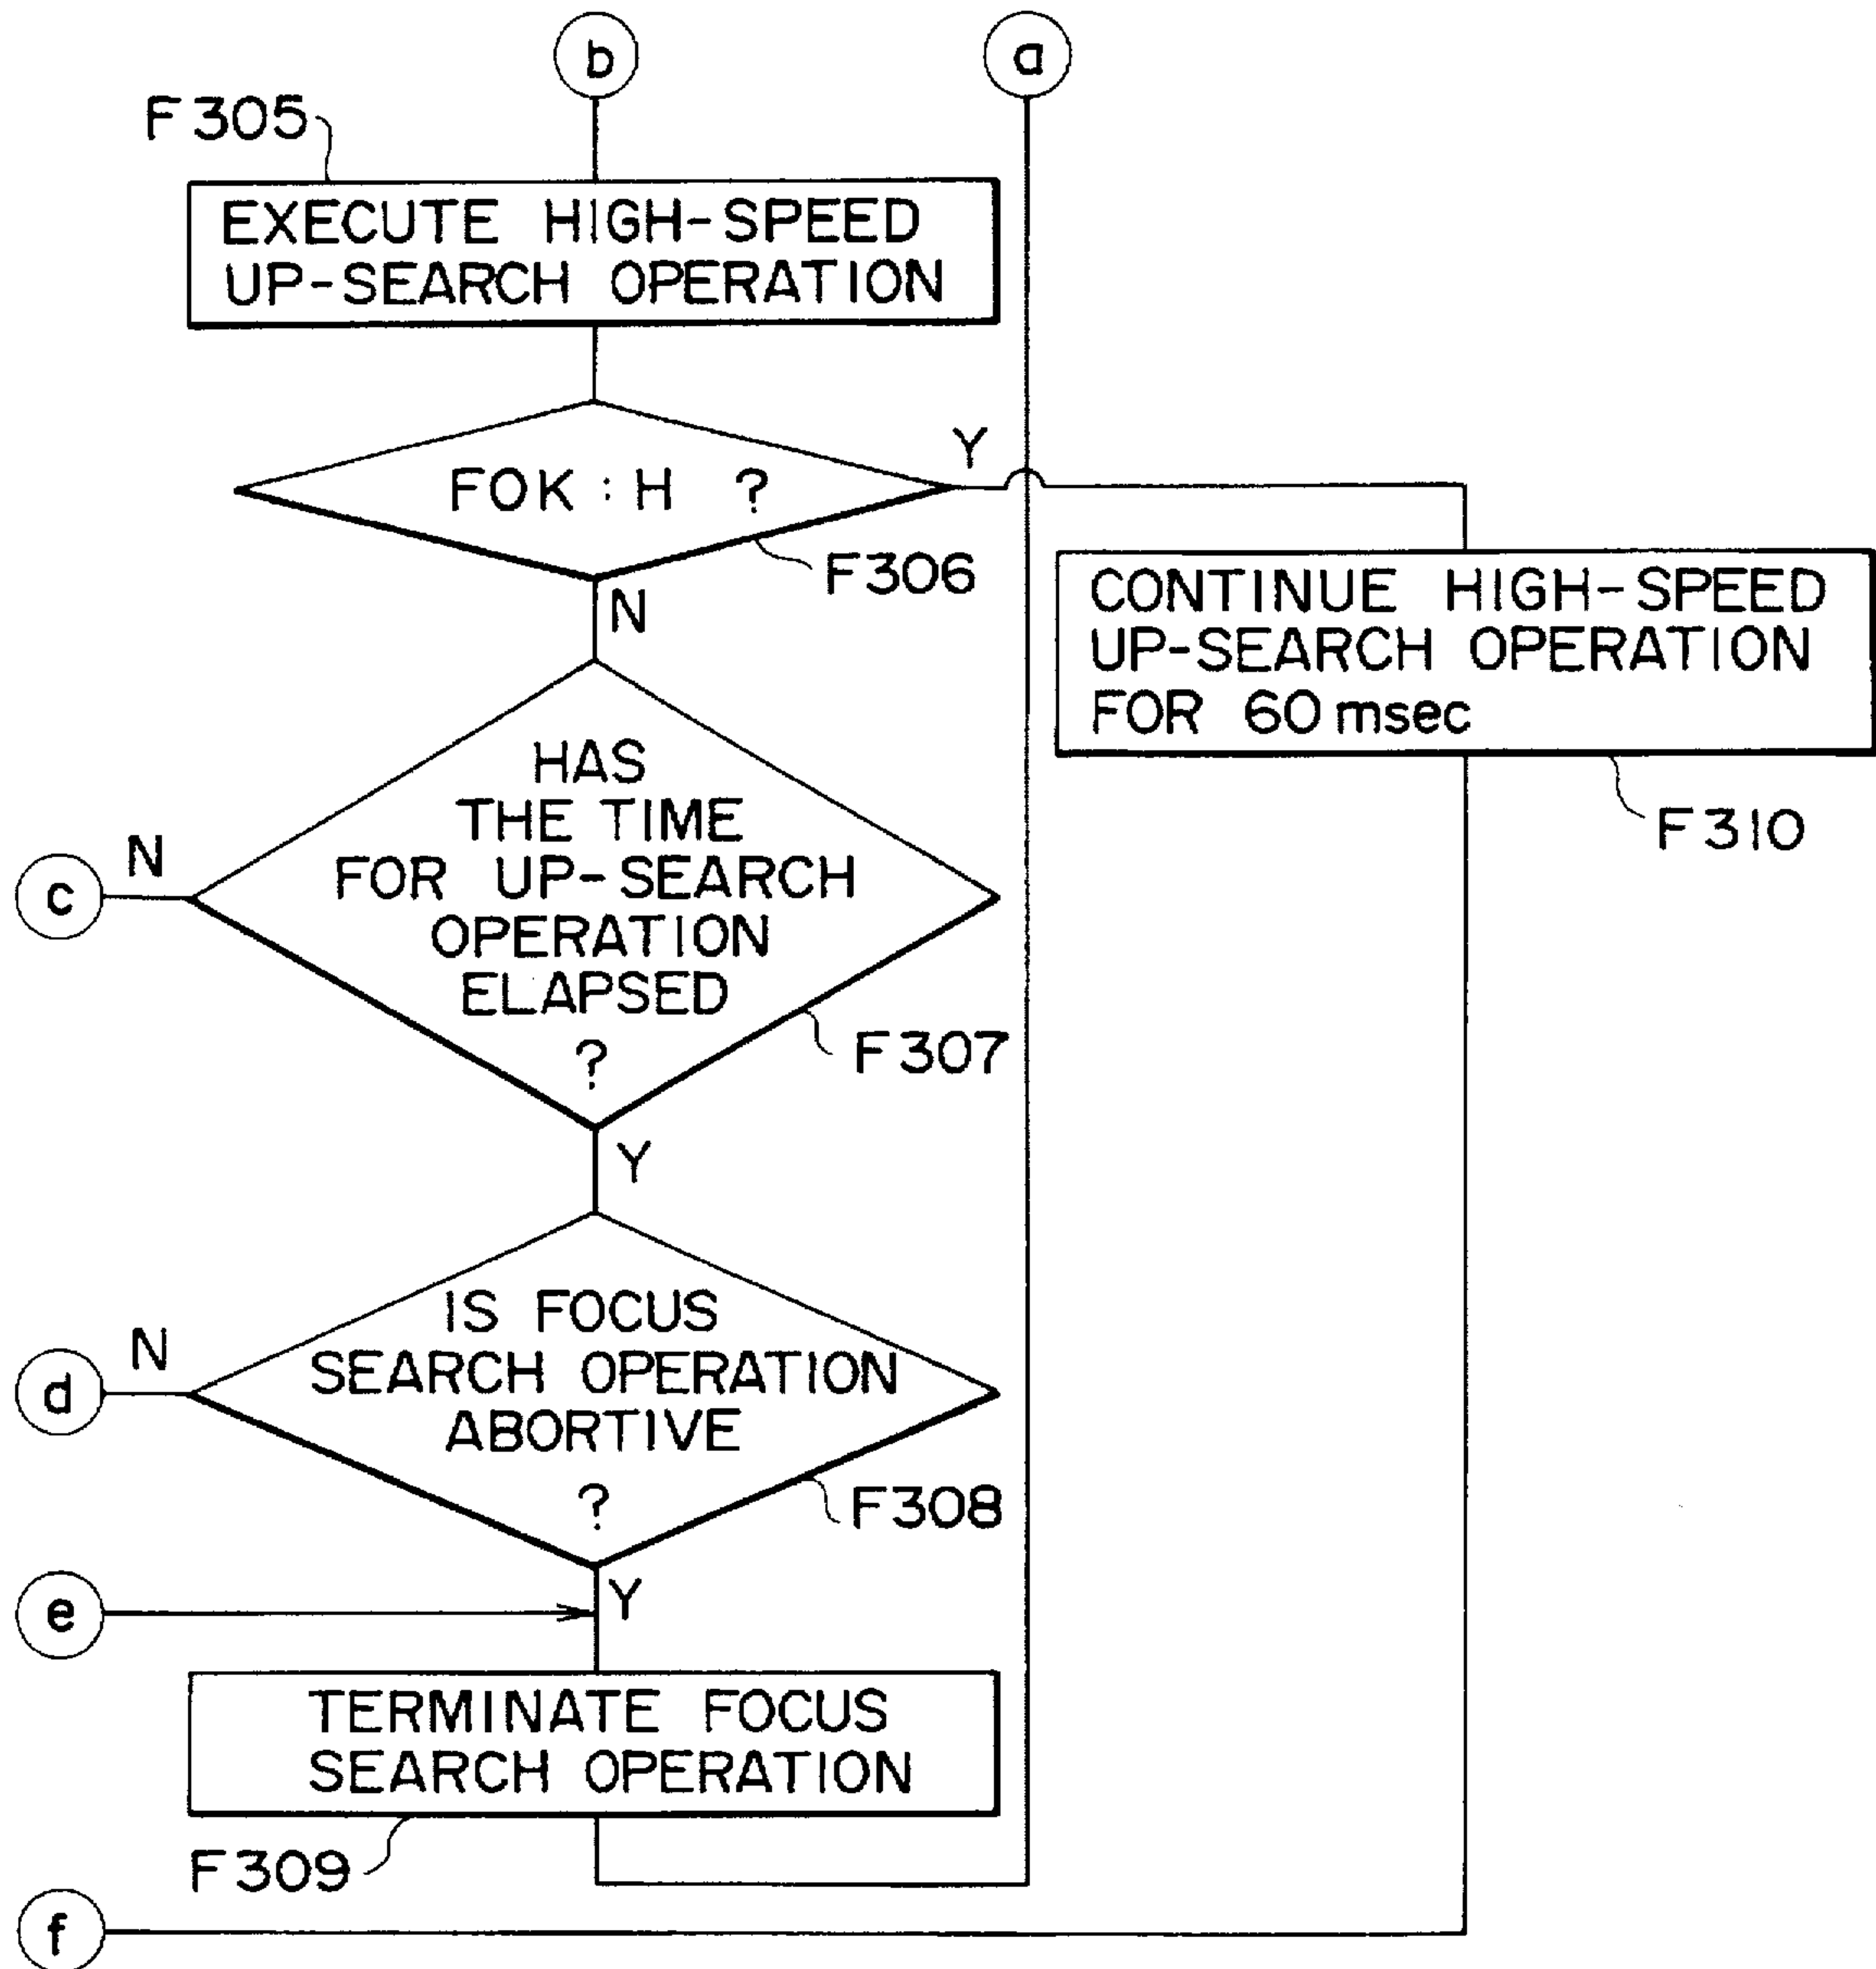 b
a
F305
EXECUTE HIGH-SPEED
UP-SEARCH OPERATION
Y
FOK : H ?
F306
N
CONTINUE HIGH-SPEED
UP-SEARCH OPERATION
FOR 60 msec
F310
HAS
THE TIME
FOR UP-SEARCH
OPERATION
ELAPSED
?
N
c
F307
Y
IS FOCUS
SEARCH OPERATION
ABORTIVE
?
N
d
F308
e
Y
TERMINATE FOCUS
SEARCH OPERATION
F309
f